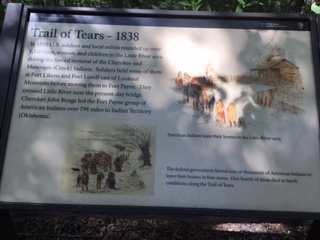 Trail of Tears - 1838
In 1838 U.S. soldiers and local militia rounded up over
men, women, and children in the Little River area
during the forced removal of the Cherokee and
Muscogee (Creek) Indians. Soldiers held some of them
at Fort Likens and Fort Lovell east of Lookout
Mountain before moving them to Fort Payne. They
crossed Little River near the present-day bridge.
Cherokee John Benge led the Fort Payne group of
American Indians over 798 miles to Indian Territory
(Oklahoma).
American Indians leave their homes in the Little River area.
The federal government forced tens of thousands of American Indians to
leave their homes in four states. One fourth of them died in harsh
conditions along the Trail of Tears.